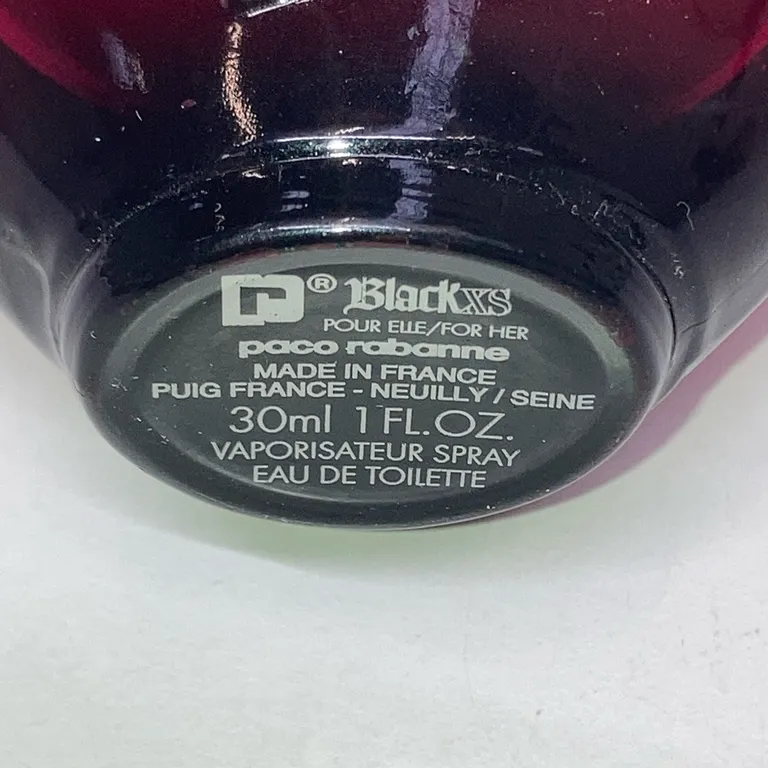 ® BlackXS
POUR ELLE/FOR HER
paco rabanne
MADE IN FRANCE
PUIG FRANCE - NEUILLY / SEINE
30ml 1 FL.OZ.
VAPORISATEUR SPRAY
EAU DE TOILETTE